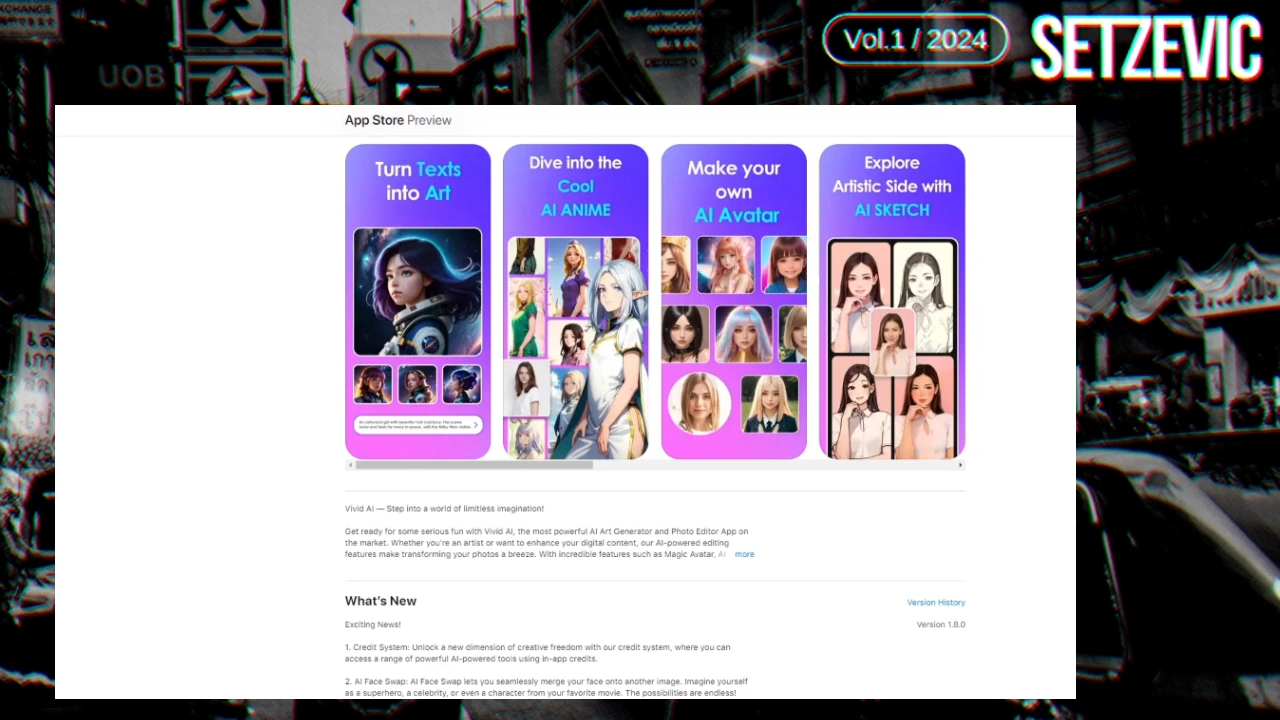 XCHANGE
UOB
Vol.1 / 2024
SETZEVIC
App Store Preview
Turn Texts
into Art
Dive into the
Cool
AI ANIME
Make your
own
AI Avatar
Explore
Artistic Side with
AI SKETCH
Vivid AI — Step into a world of limitless imagination!
Get ready for some serious fun with Vivid AI, the most powerful AI Art Generator and Photo Editor App on
the market. Whether you're an artist or want to enhance your digital content, our AI-powered editing
features make transforming your photos a breeze. With incredible features such as Magic Avatar, AI more
What's New
Version History
Exciting News!
Version 1.8.0
1. Credit System: Unlock a new dimension of creative freedom with our credit system, where you can
access a range of powerful AI-powered tools using in-app credits.
2. AI Face Swap: AI Face Swap lets you seamlessly merge your face onto another image. Imagine yourself
as a superhero, a celebrity, or even a character from your favorite movie. The possibilities are endless!